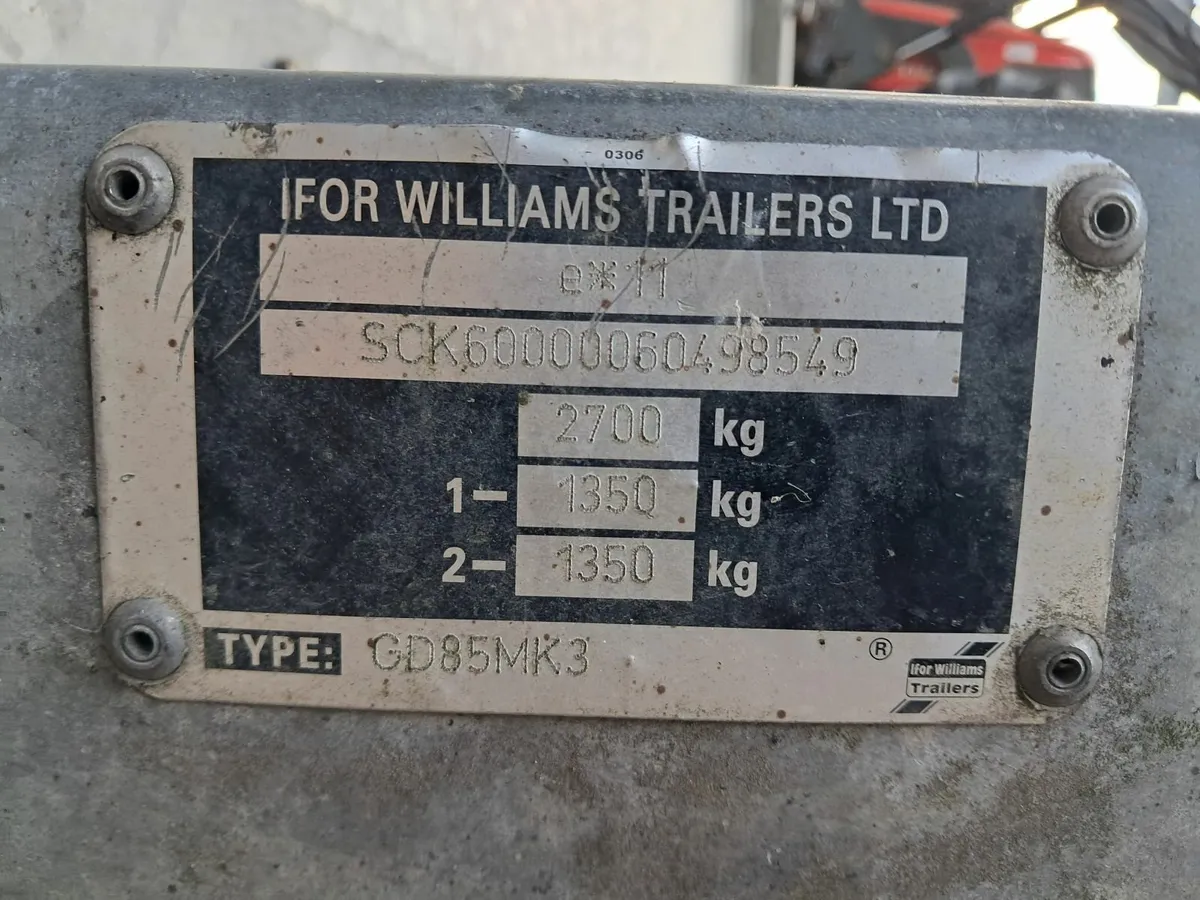 0306
IFOR WILLIAMS TRAILERS LTD
e*11
SCK60000060498549
2700 kg
1- 1350 kg
2- 1350 kg
TYPE: GD85MK3 ®
Ifor Williams
Trailers